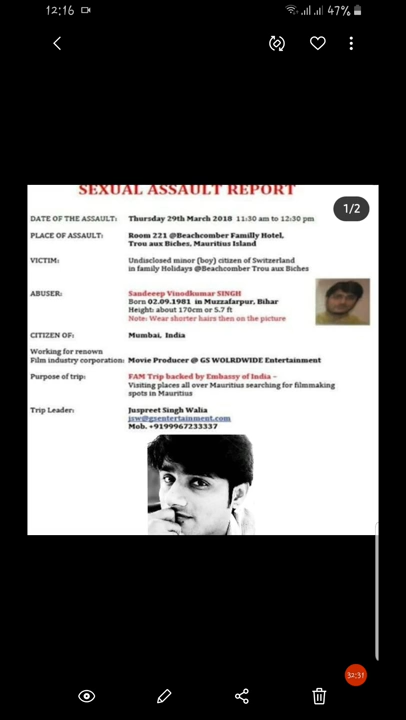 12:16
47%
SEXUAL ASSAULT REPORT
1/2
DATE OF THE ASSAULT: Thursday 29th March 2018 11:30 am to 12:30 pm
PLACE OF ASSAULT: Room 221 @Beachcomber Familly Hotel,
Trou aux Biches, Mauritius Island
VICTIM: Undisclosed minor (boy) citizen of Switzerland
in family Holidays @Beachcomber Trou aux Biches
ABUSER: Sandeeep Vinodkumar SINGH
Born 02.09.1981 in Muzzafarpur, Bihar
Height: about 170cm or 5.7 ft
Note: Wear shorter hairs then on the picture
CITIZEN OF: Mumbai, India
Working for renown
Film industry corporation: Movie Producer @ GS WOLRDWIDE Entertainment
Purpose of trip: FAM Trip backed by Embassy of India –
Visiting places all over Mauritius searching for filmmaking
spots in Mauritius
Trip Leader: Juspreet Singh Walia
jsw@gsentertainment.com
Mob. +9199967233337
32:31